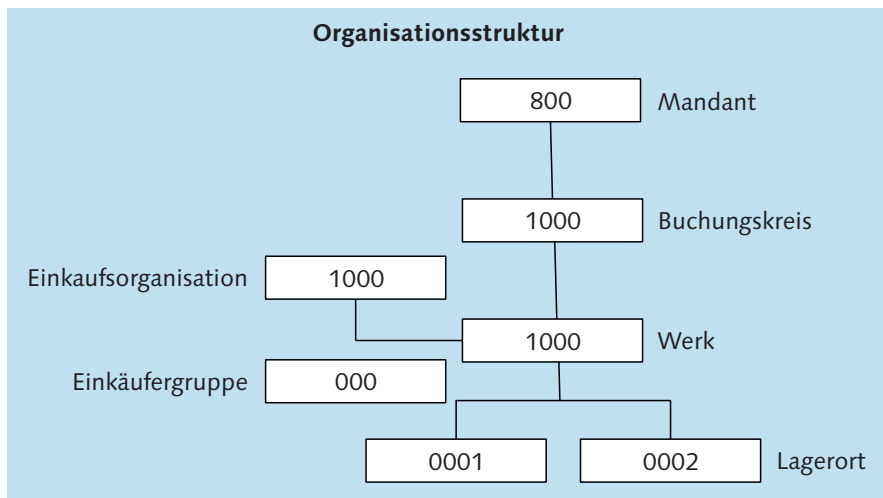 Organisationsstruktur
800 Mandant
1000 Buchungskreis
Einkaufsorganisation 1000
1000 Werk
Einkäufergruppe 000
0001 0002 Lagerort